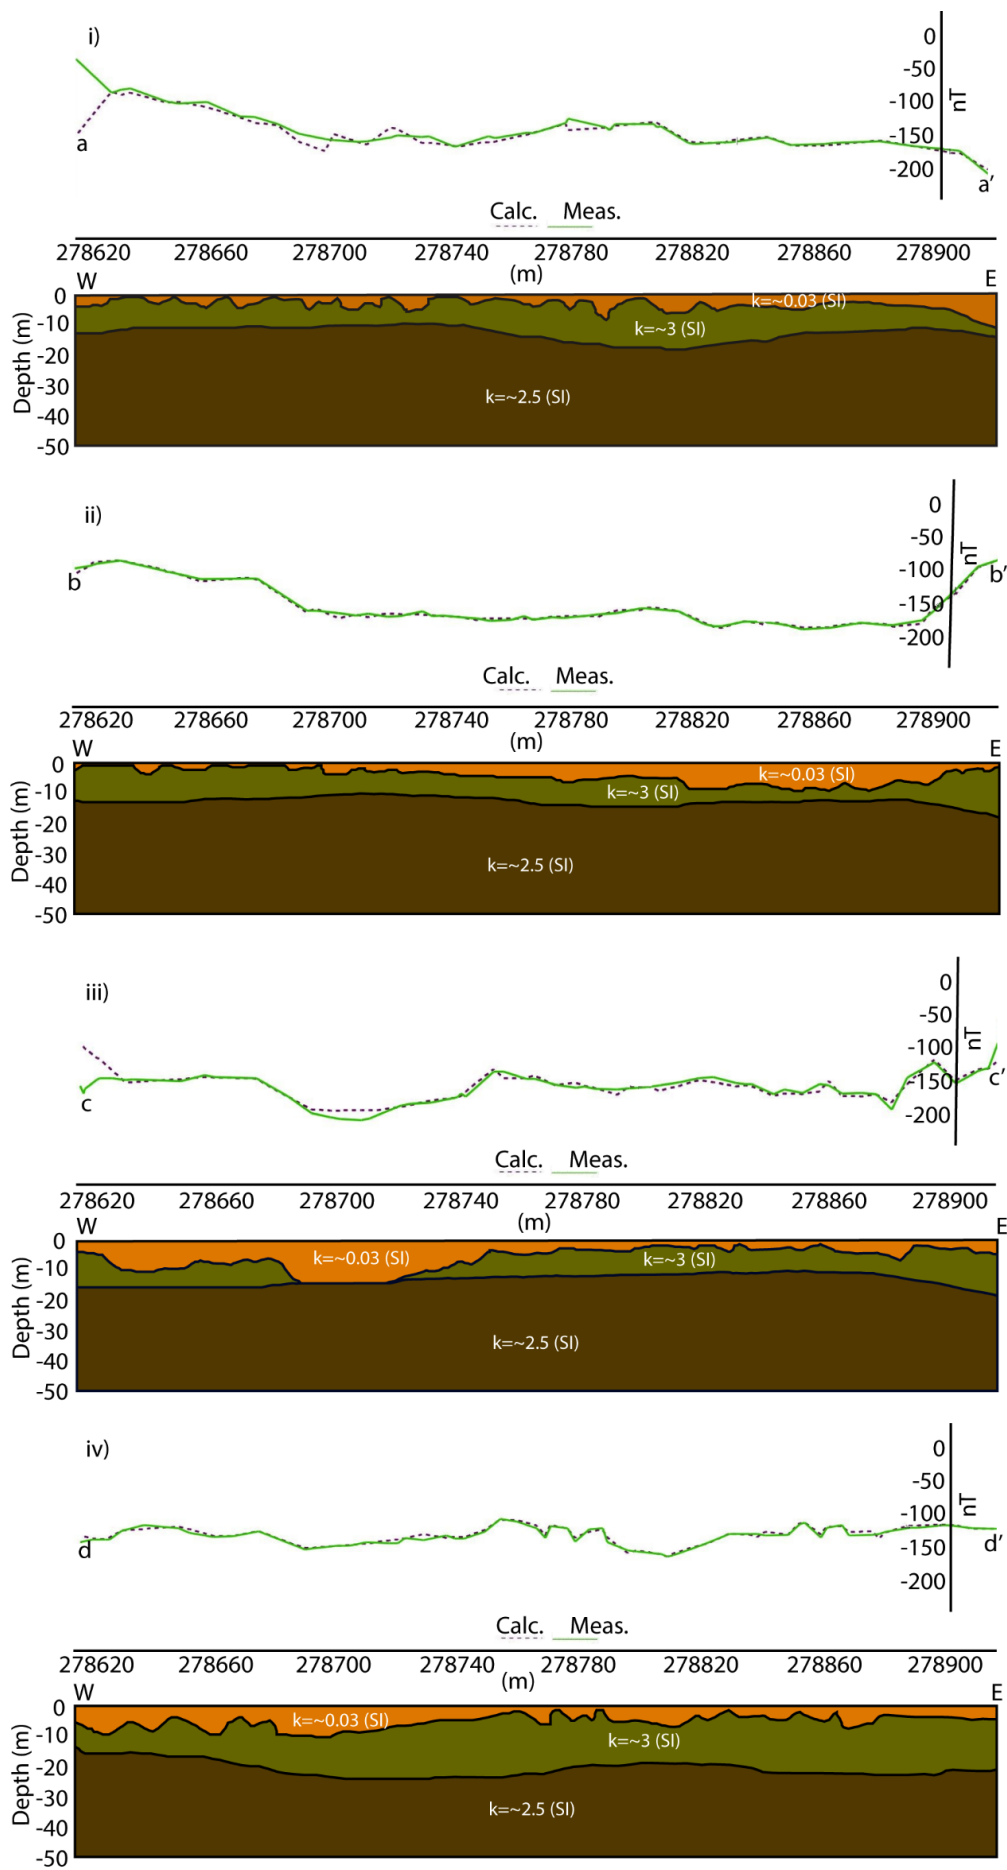 i)
0
-50
-100
-150
-200
nT
a
a'
Calc. Meas.
278620 278660 278700 278740 278780 278820 278860 278900
(m)
W E
0
-10
-20
-30
-40
-50
Depth (m)
k=~0.03 (SI)
k=~3 (SI)
k=~2.5 (SI)
ii)
0
-50
-100
-150
-200
nT
b
b'
Calc. Meas.
278620 278660 278700 278740 278780 278820 278860 278900
(m)
W E
0
-10
-20
-30
-40
-50
Depth (m)
k=~0.03 (SI)
k=~3 (SI)
k=~2.5 (SI)
iii)
0
-50
-100
-150
-200
nT
c
c'
Calc. Meas.
278620 278660 278700 278740 278780 278820 278860 278900
(m)
W E
0
-10
-20
-30
-40
-50
Depth (m)
k=~0.03 (SI)
k=~3 (SI)
k=~2.5 (SI)
iv)
0
-50
-100
-150
-200
nT
d
d'
Calc. Meas.
278620 278660 278700 278740 278780 278820 278860 278900
(m)
W E
0
-10
-20
-30
-40
-50
Depth (m)
k=~0.03 (SI)
k=~3 (SI)
k=~2.5 (SI)